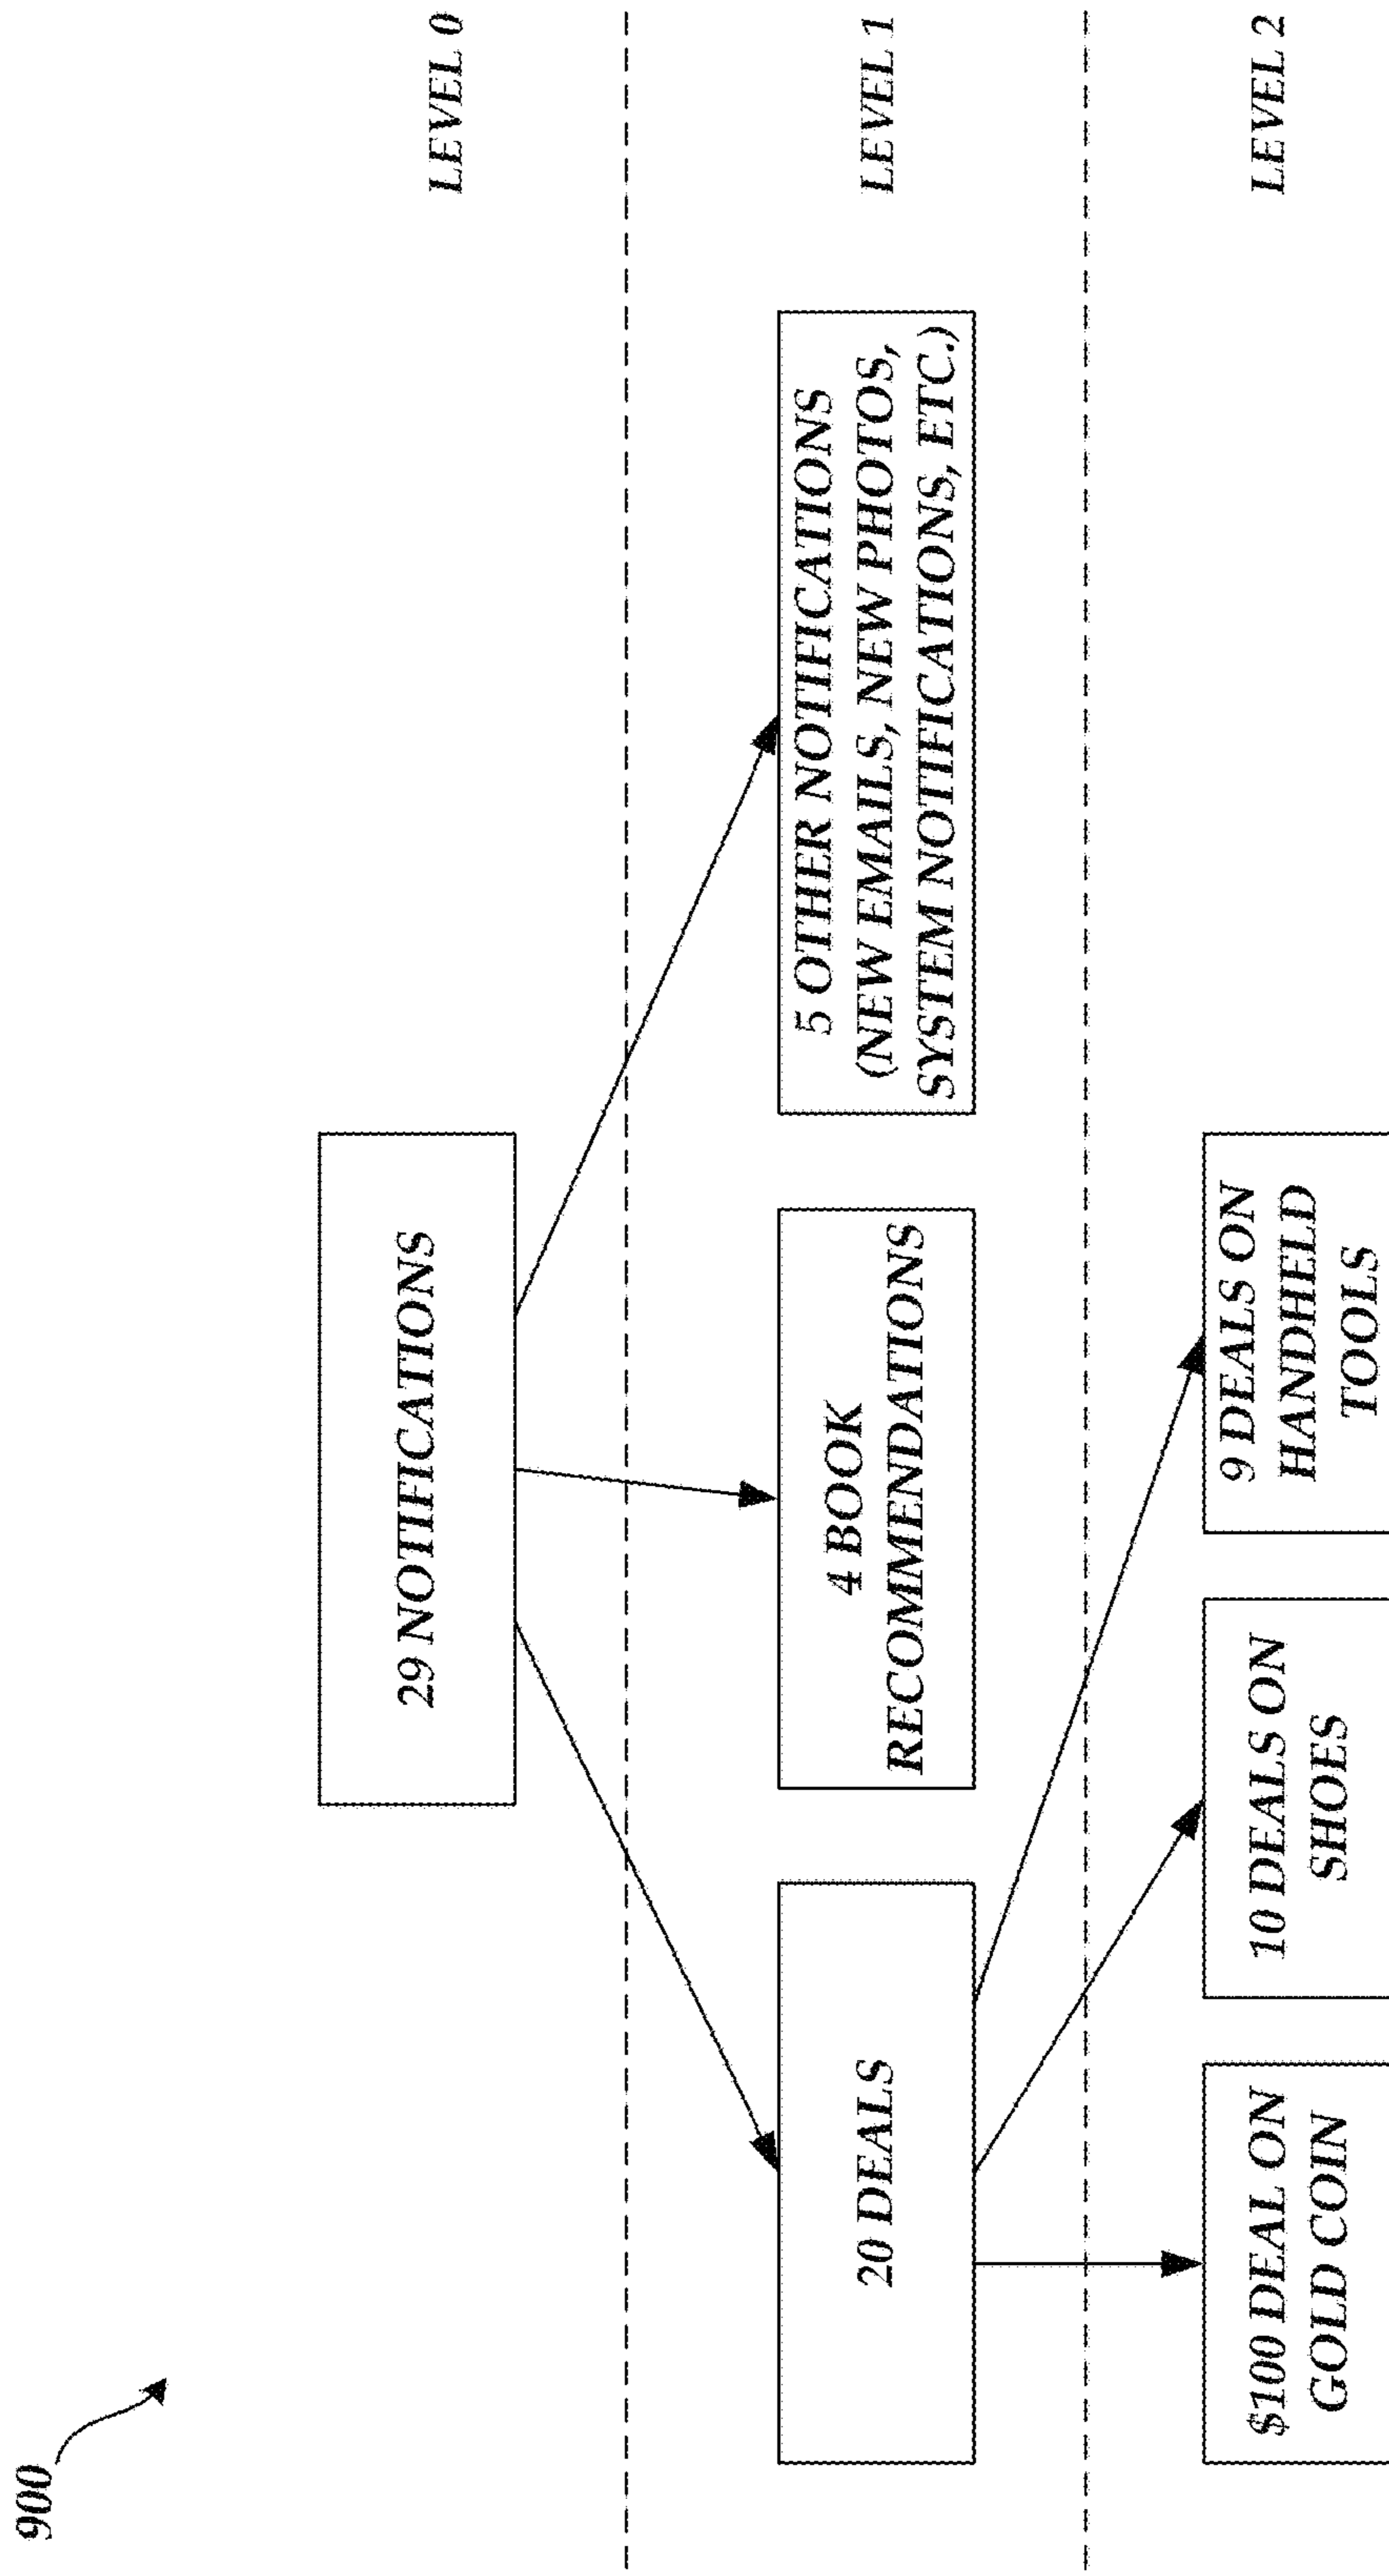 900
29 NOTIFICATIONS
LEVEL 0
20 DEALS
4 BOOK
RECOMMENDATIONS
5 OTHER NOTIFICATIONS
(NEW EMAILS, NEW PHOTOS,
SYSTEM NOTIFICATIONS, ETC.)
LEVEL 1
$100 DEAL ON
GOLD COIN
10 DEALS ON
SHOES
9 DEALS ON
HANDHELD
TOOLS
LEVEL 2